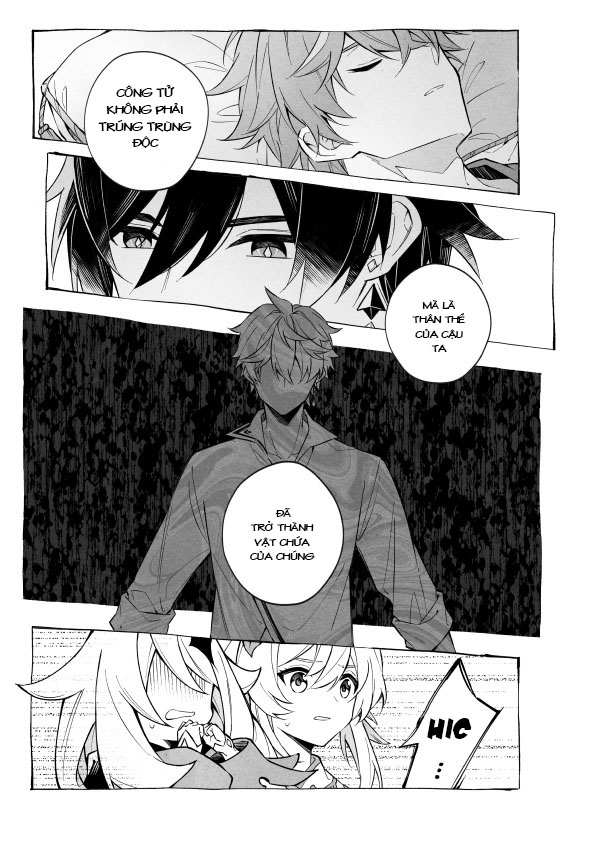 CÔNG TỬ
KHÔNG PHẢI
TRÚNG TRÙNG
ĐỘC
MÃ LÀ
THÂN THỂ
CỦA CẬU
TA
ĐÃ
TRỞ THÀNH
VẬT CHỨA
CỦA CHÚNG
HIC
...